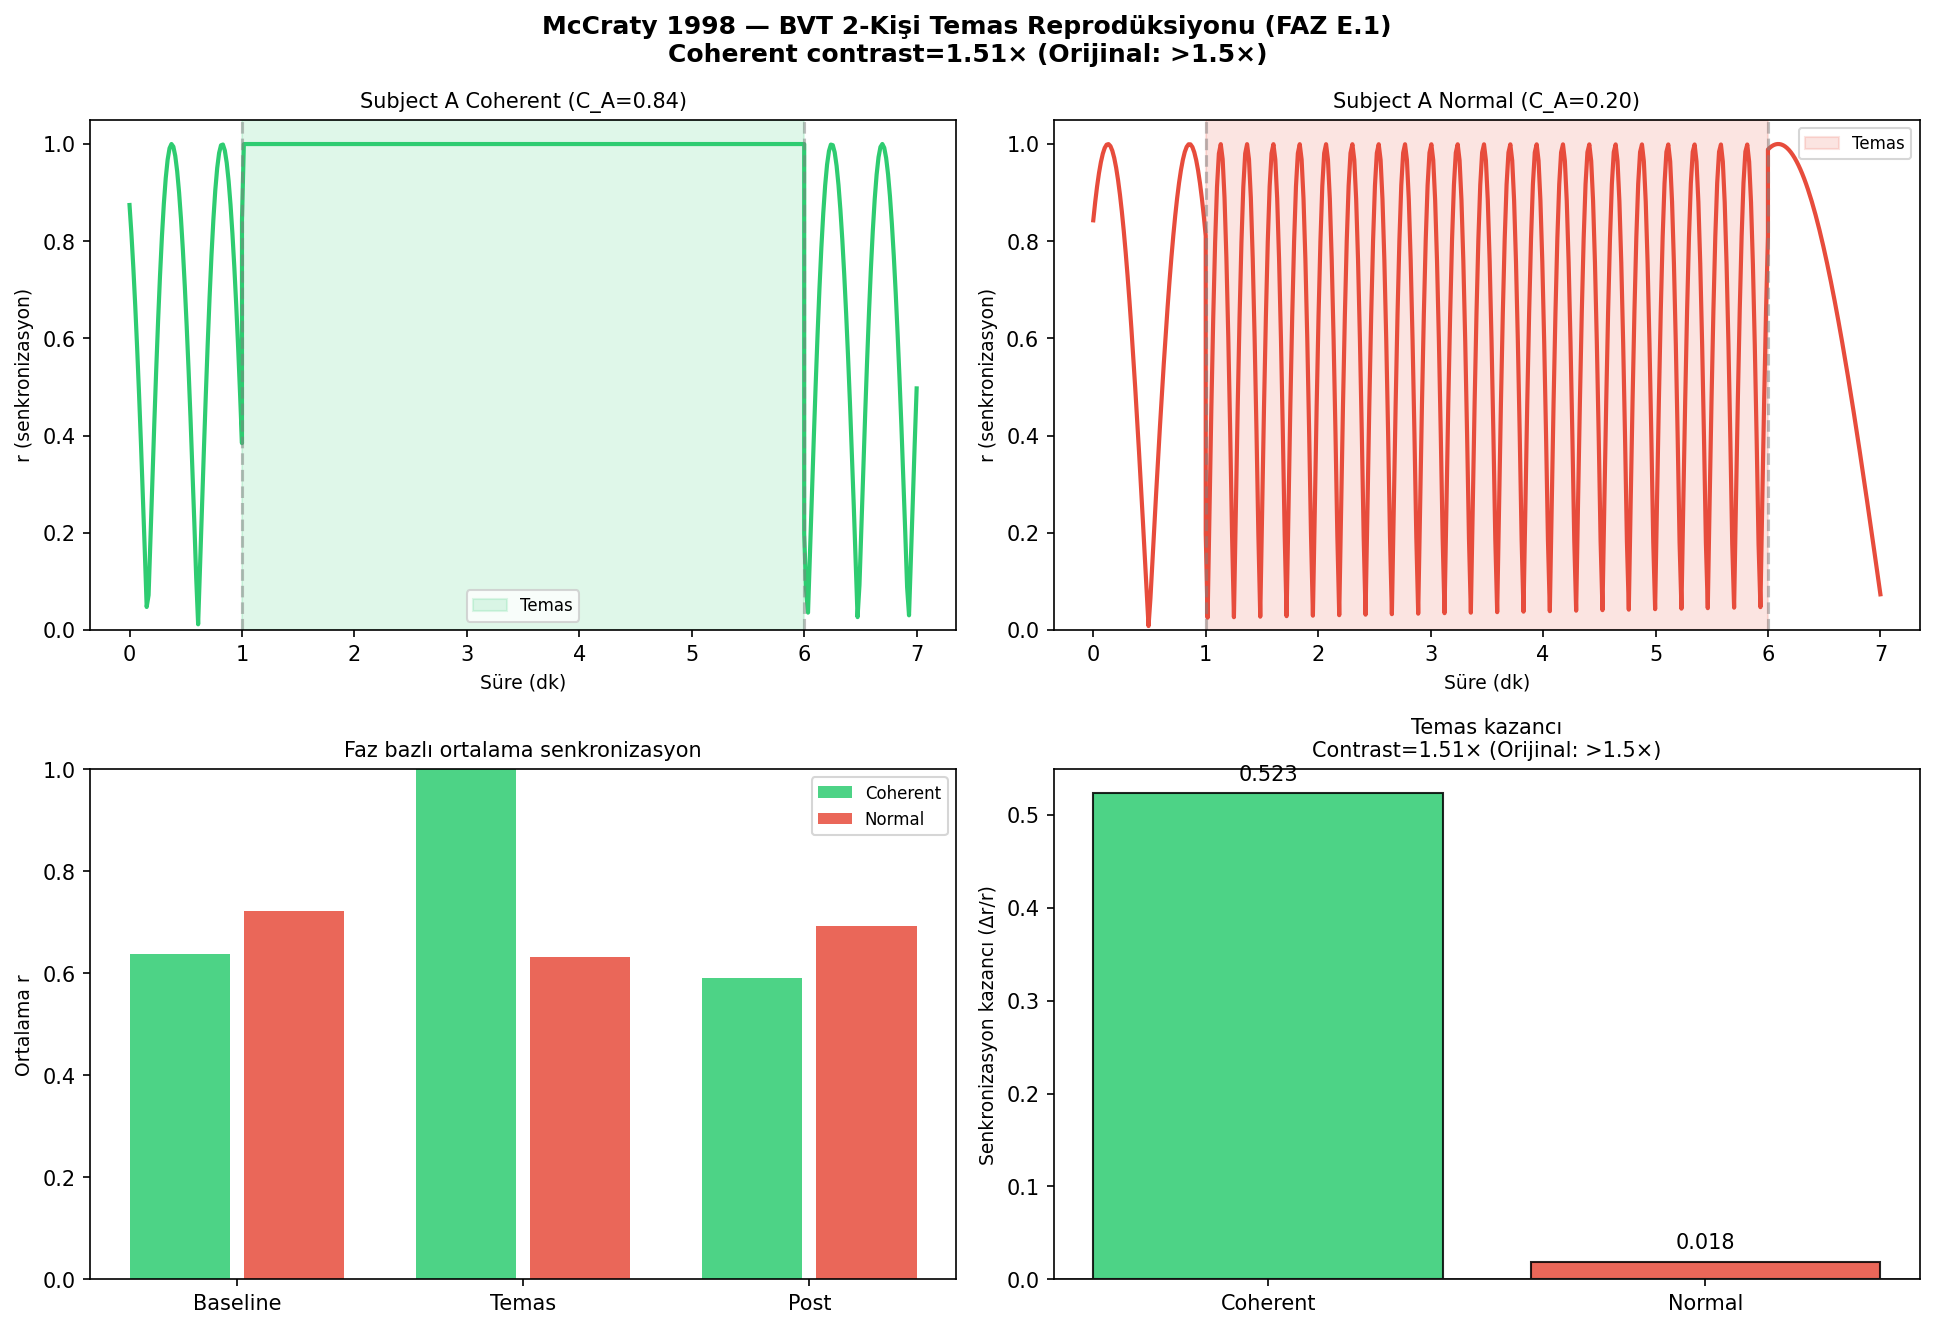 McCraty 1998 — BVT 2-Kişi Temas Reprodüksiyonu (FAZ E.1)
Coherent contrast=1.51× (Orijinal: >1.5×)
Subject A Coherent (C_A=0.84)
r (senkronizasyon)
1.0
0.8
0.6
0.4
0.2
0.0
Temas
0 1 2 3 4 5 6 7
Süre (dk)
Subject A Normal (C_A=0.20)
r (senkronizasyon)
1.0
0.8
0.6
0.4
0.2
0.0
Temas
0 1 2 3 4 5 6 7
Süre (dk)
Faz bazlı ortalama senkronizasyon
Ortalama r
1.0
0.8
0.6
0.4
0.2
0.0
Coherent
Normal
Baseline Temas Post
Temas kazancı
Contrast=1.51× (Orijinal: >1.5×)
Senkronizasyon kazancı (Δr/r)
0.5
0.4
0.3
0.2
0.1
0.0
0.523
0.018
Coherent Normal